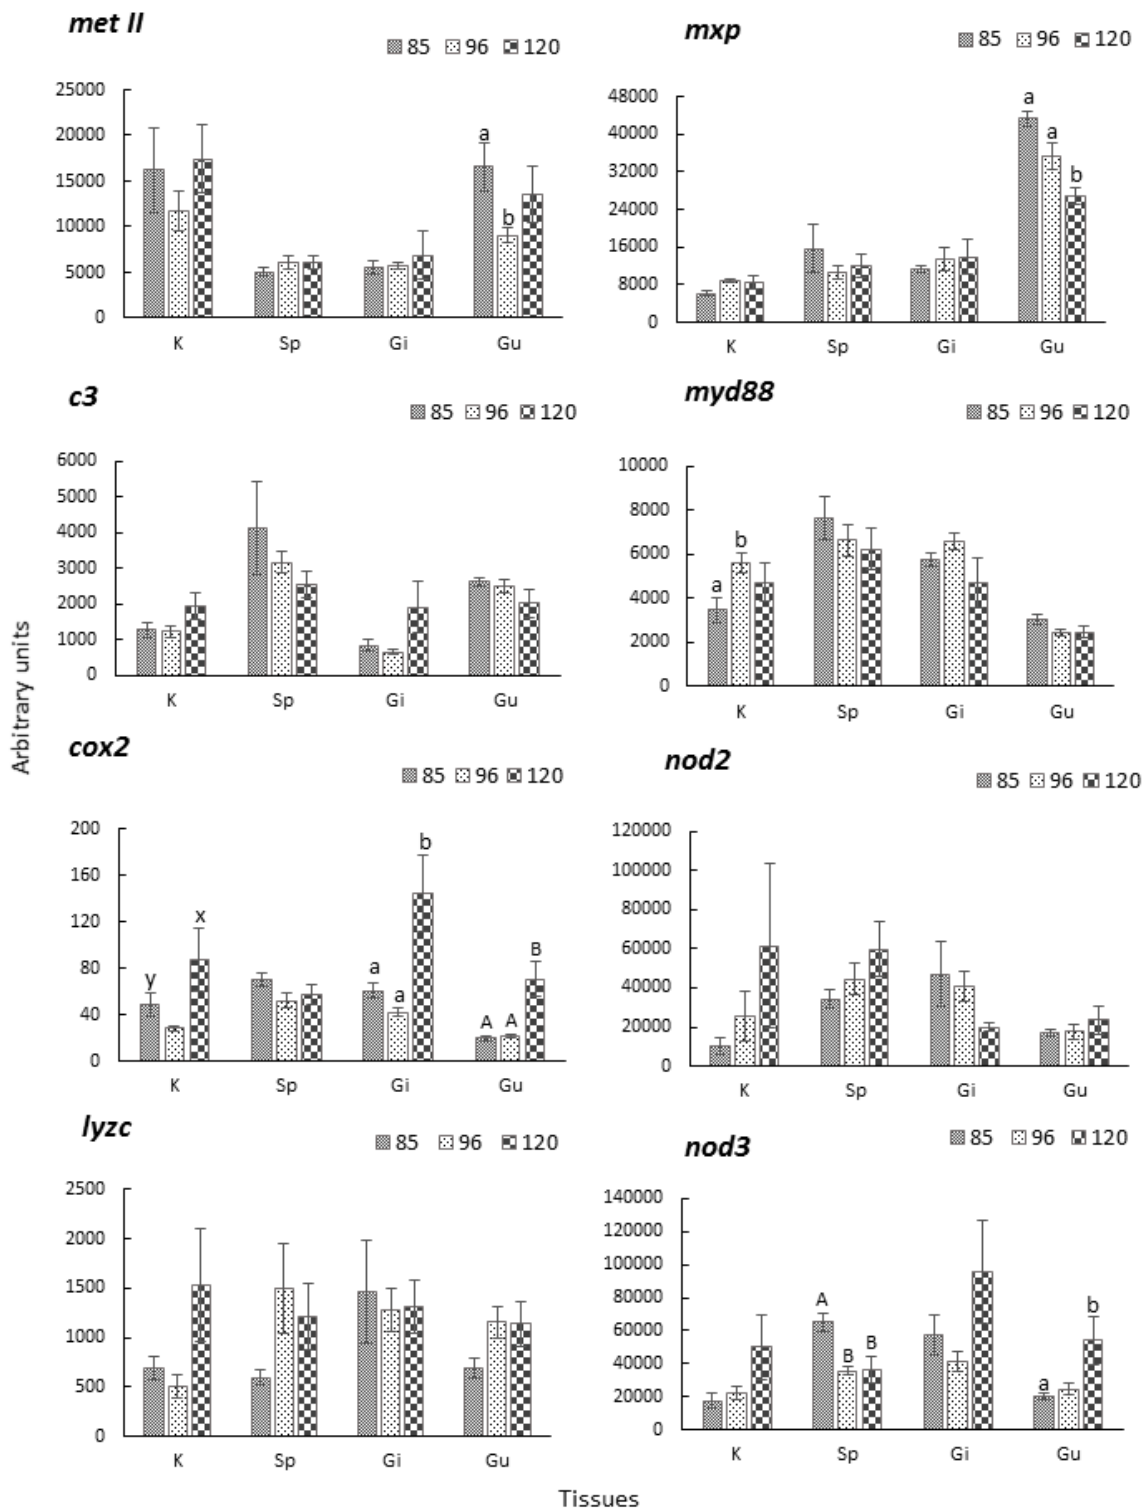 met II
85 96 120
25000
a
20000
15000
b
10000
5000
0
K Sp Gi Gu
mxp
85 96 120
48000
a
40000
a
32000
b
24000
16000
8000
0
K Sp Gi Gu
c3
85 96 120
6000
5000
4000
3000
2000
1000
0
K Sp Gi Gu
myd88
85 96 120
10000
8000
b
6000
a
4000
2000
0
K Sp Gi Gu
Arbitrary units
cox2
85 96 120
200
b
160
x
120
B
y a
80
a
40
A A
0
K Sp Gi Gu
nod2
85 96 120
120000
100000
80000
60000
40000
20000
0
K Sp Gi Gu
lyzc
85 96 120
2500
2000
1500
1000
500
0
K Sp Gi Gu
nod3
85 96 120
140000
120000
100000
80000
A
b
60000
B B
40000
a
20000
0
K Sp Gi Gu
Tissues